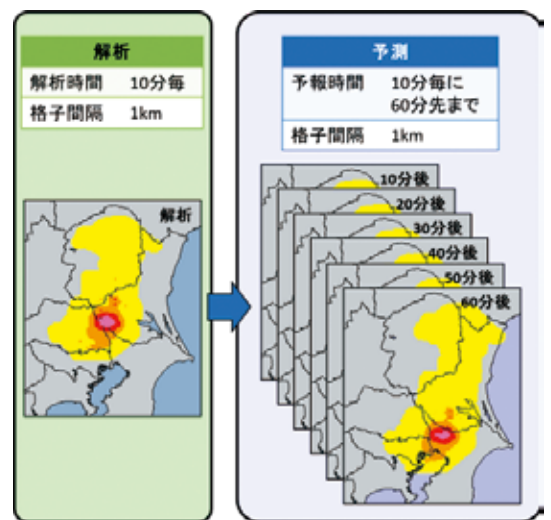 解析
解析時間 10分毎
格子間隔 1km
解析
予測
予報時間 10分毎に
60分先まで
格子間隔 1km
10分後
20分後
30分後
40分後
50分後
60分後